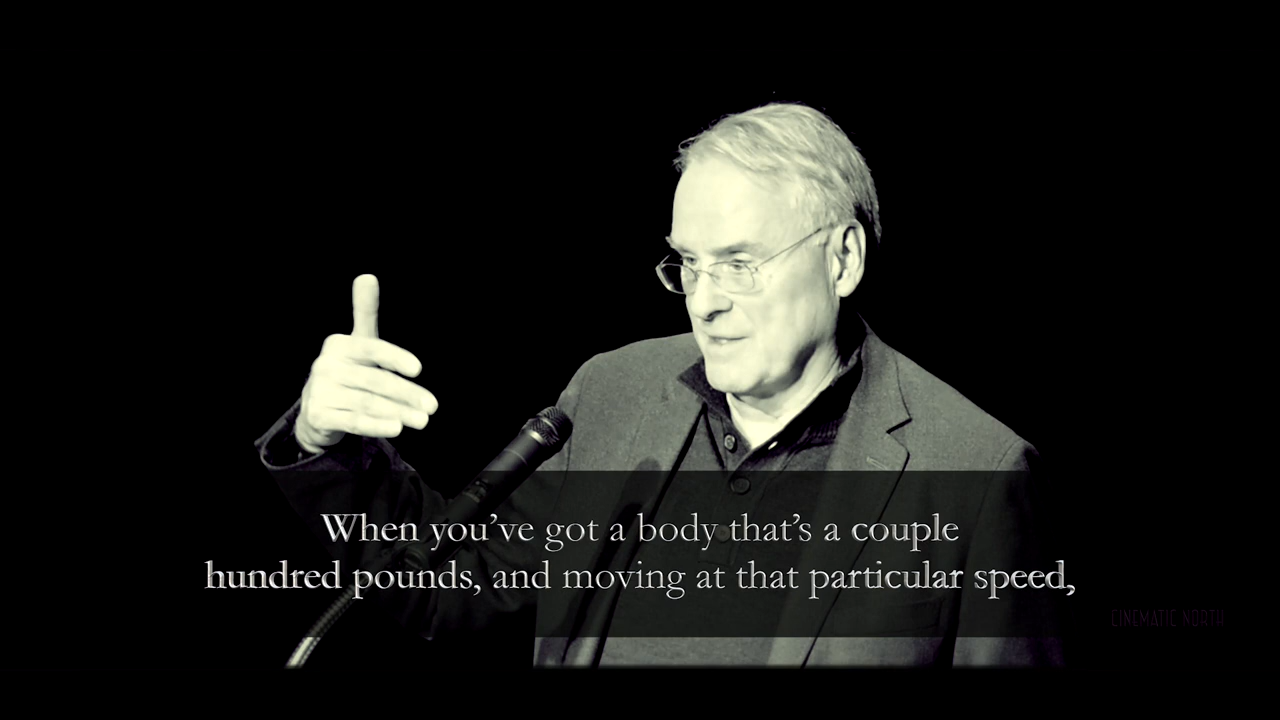 When you’ve got a body that’s a couple
hundred pounds, and moving at that particular speed,
CINEMATIC NORTH